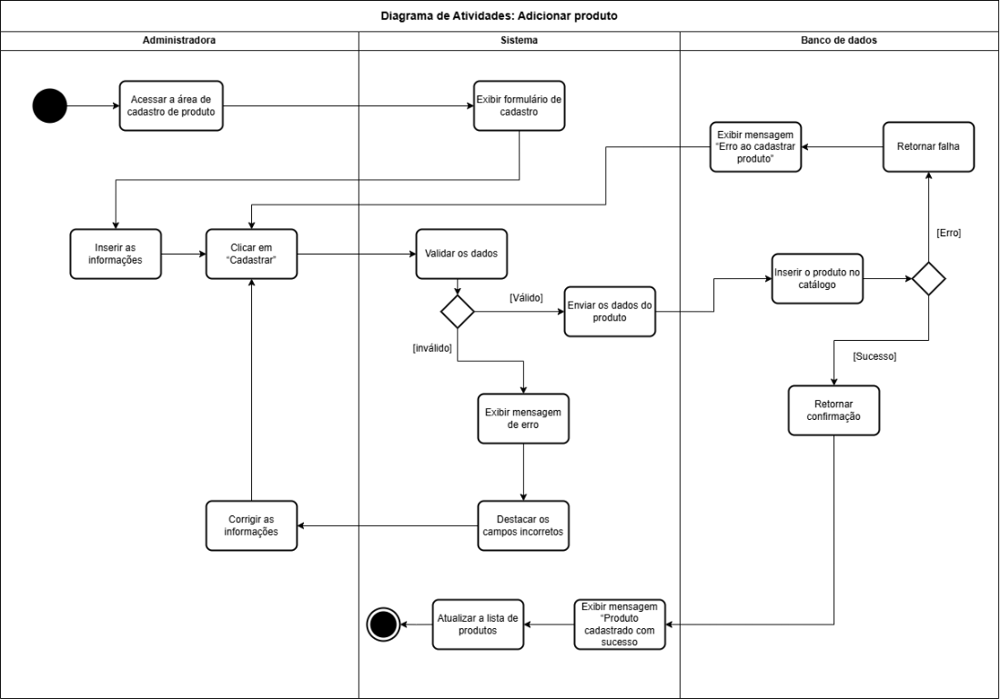 Diagrama de Atividades: Adicionar produto
Administradora
Sistema
Banco de dados
Acessar a área de
cadastro de produto
Exibir formulário de
cadastro
Exibir mensagem
“Erro ao cadastrar
produto”
Retornar falha
Inserir as
informações
Clicar em
“Cadastrar”
Validar os dados
[Erro]
Inserir o produto no
catálogo
[Válido]
Enviar os dados do
produto
[inválido]
[Sucesso]
Retornar
confirmação
Exibir mensagem
de erro
Corrigir as
informações
Destacar os
campos incorretos
Atualizar a lista de
produtos
Exibir mensagem
“Produto
cadastrado com
sucesso